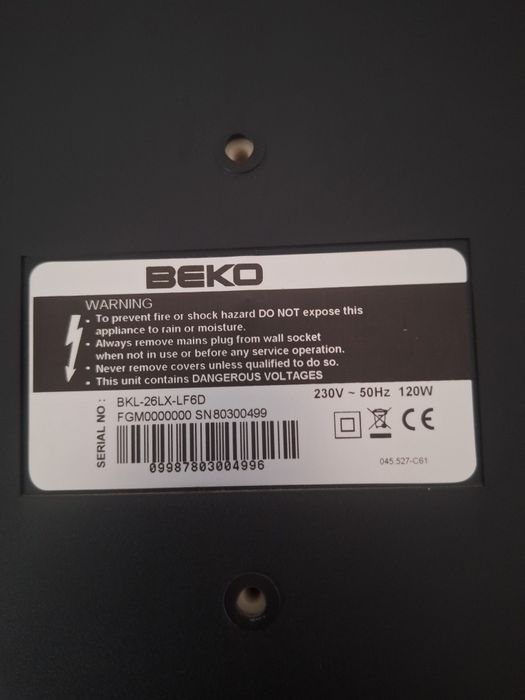 BEKO
WARNING
- To prevent fire or shock hazard DO NOT expose this
appliance to rain or moisture.
- Always remove mains plug from wall socket
when not in use or before any service operation.
- Never remove covers unless qualified to do so.
- This unit contains DANGEROUS VOLTAGES
SERIAL NO :
BKL-26LX-LF6D
FGM0000000 SN80300499
09987803004996
230V ~ 50Hz 120W
CE
045.527-C61